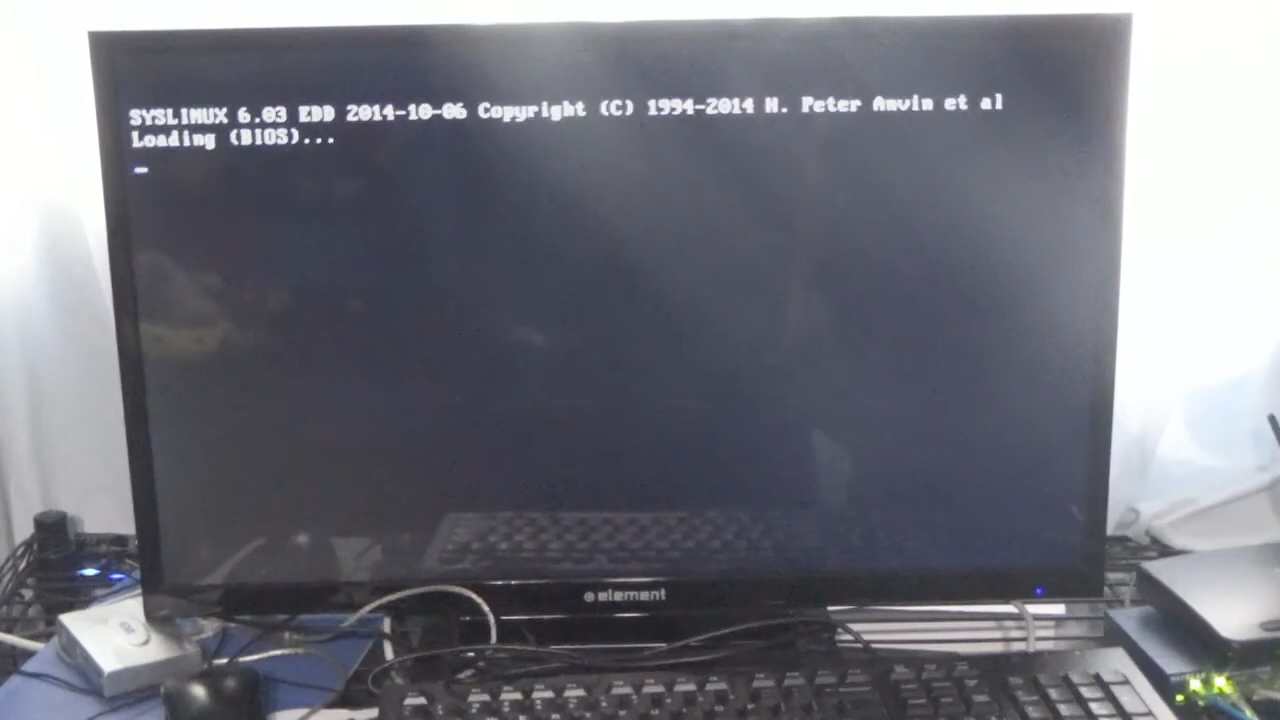 SYSLINUX 6.03 EDD 2014-10-06 Copyright (C) 1994-2014 H. Peter Anvin et al
Loading (BIOS)...
element